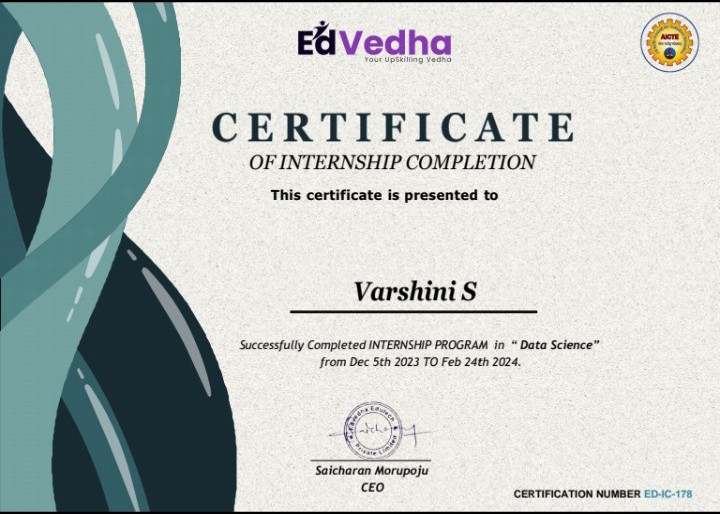 EdVedha
Your UpSkilling Vedha
AICTE
CERTIFICATE
OF INTERNSHIP COMPLETION
This certificate is presented to
Varshini S
Successfully Completed INTERNSHIP PROGRAM in “ Data Science”
from Dec 5th 2023 TO Feb 24th 2024.
Edvedha Edutech
Private Limited
Saicharan Morupoju
CEO
CERTIFICATION NUMBER ED-IC-178